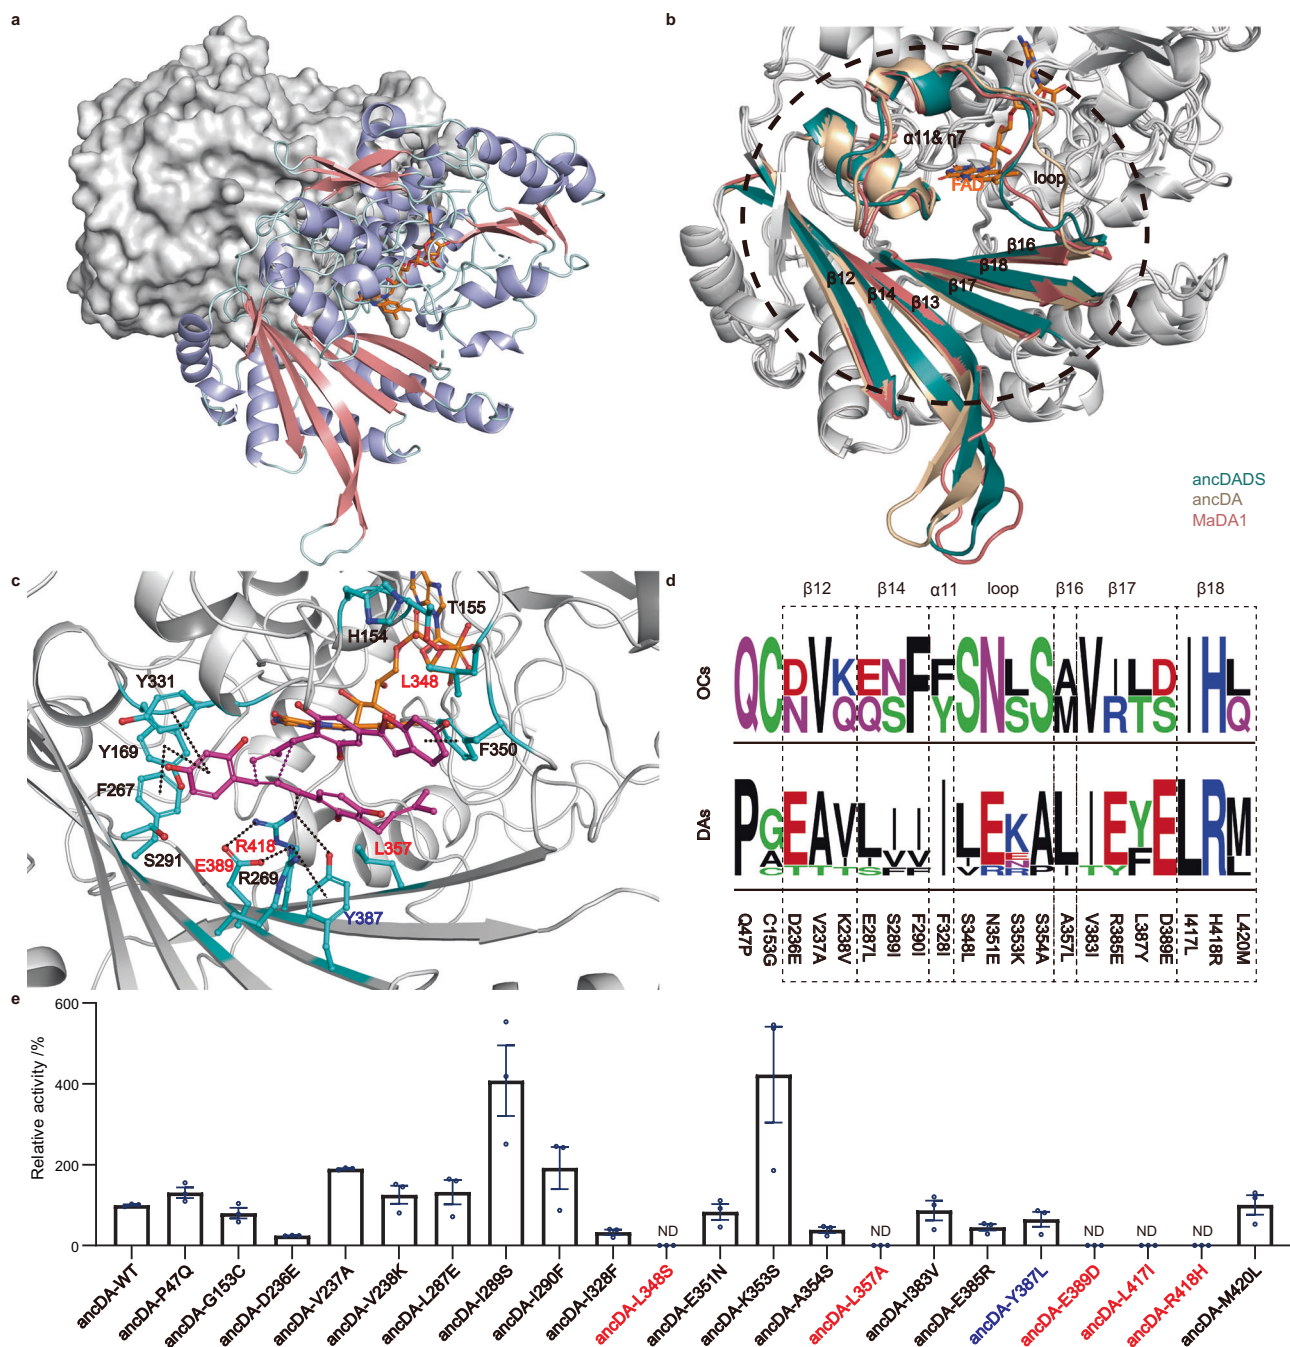 a
b
α11& η7
FAD
loop
β16
β18
β17
β12
β14
β13
ancDADS
ancDA
MaDA1
c
T155
H154
L348
Y331
Y169
F350
F267
R418
L357
S291
E389
R269
Y387
d
β12 β14 α11 loop β16 β17 β18
OCs
DAs
Q47P
C153G
D236E
V237A
K238V
E287L
S289I
F290I
F328I
S348L
N351E
S353K
S354A
A357L
V383I
R385E
L387Y
D389E
I417L
H418R
L420M
e
Relative activity /%
600
400
200
0
ND ND ND ND ND
ancDA-WT
ancDA-P47Q
ancDA-G153C
ancDA-D236E
ancDA-V237A
ancDA-V238K
ancDA-L287E
ancDA-I289S
ancDA-I290F
ancDA-I328F
ancDA-L348S
ancDA-E351N
ancDA-K353S
ancDA-A354S
ancDA-L357A
ancDA-I383V
ancDA-E385R
ancDA-Y387L
ancDA-E389D
ancDA-L417I
ancDA-R418H
ancDA-M420L